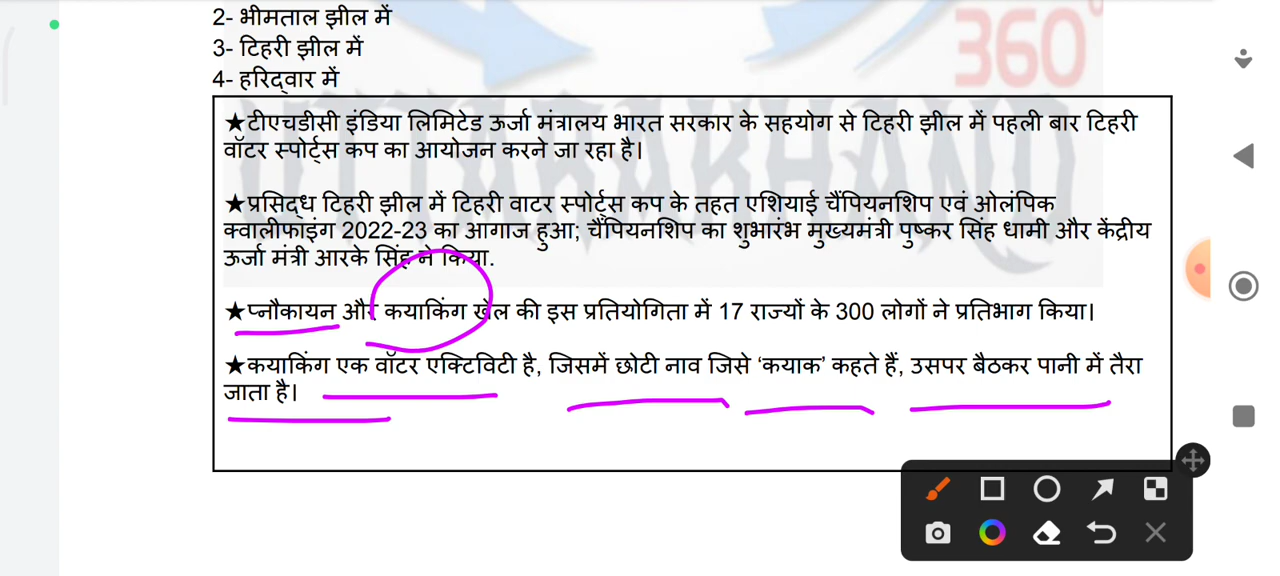 2- भीमताल झील में
360°
3- टिहरी झील में
4- हरिद्वार में
UTTARAKHAND
★टीएचडीसी इंडिया लिमिटेड ऊर्जा मंत्रालय भारत सरकार के सहयोग से टिहरी झील में पहली बार टिहरी
वॉटर स्पोर्ट्स कप का आयोजन करने जा रहा है।
★प्रसिद्ध टिहरी झील में टिहरी वाटर स्पोर्ट्स कप के तहत एशियाई चैंपियनशिप एवं ओलंपिक
क्वालीफाइंग 2022-23 का आगाज हुआ; चैंपियनशिप का शुभारंभ मुख्यमंत्री पुष्कर सिंह धामी और केंद्रीय
ऊर्जा मंत्री आरके सिंह ने किया.
★प्नौकायन और कयाकिंग खेल की इस प्रतियोगिता में 17 राज्यों के 300 लोगों ने प्रतिभाग किया।
★कयाकिंग एक वॉटर एक्टिविटी है, जिसमें छोटी नाव जिसे ‘कयाक’ कहते हैं, उसपर बैठकर पानी में तैरा
जाता है।